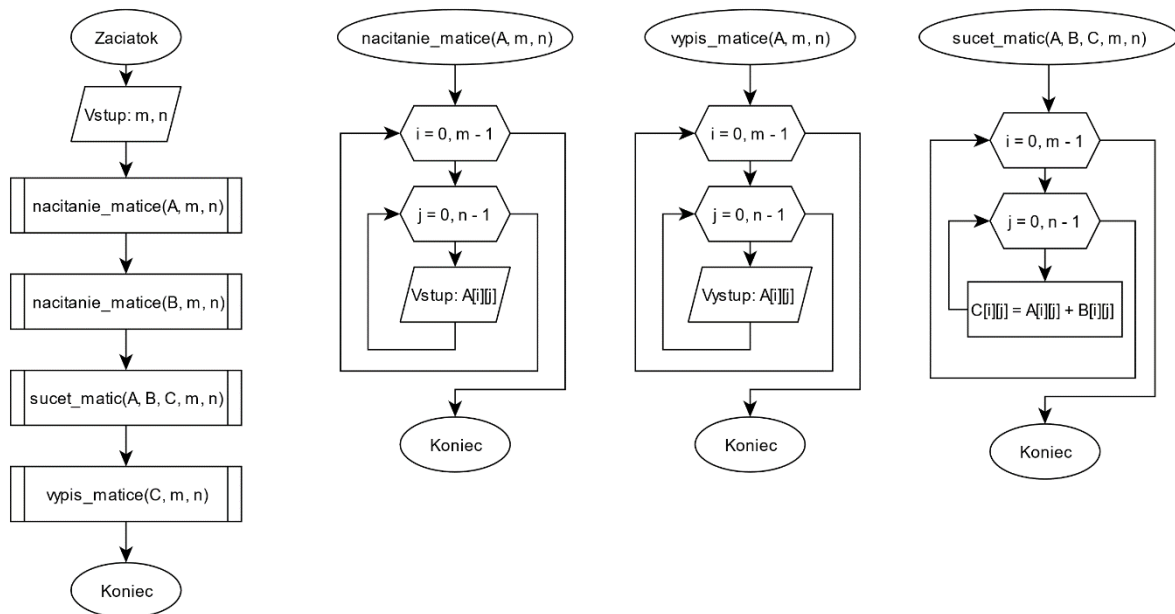 Zaciatok
Vstup: m, n
nacitanie_matice(A, m, n)
nacitanie_matice(B, m, n)
sucet_matic(A, B, C, m, n)
vypis_matice(C, m, n)
Koniec
nacitanie_matice(A, m, n)
i = 0, m - 1
j = 0, n - 1
Vstup: A[i][j]
Koniec
vypis_matice(A, m, n)
i = 0, m - 1
j = 0, n - 1
Vystup: A[i][j]
Koniec
sucet_matic(A, B, C, m, n)
i = 0, m - 1
j = 0, n - 1
C[i][j] = A[i][j] + B[i][j]
Koniec